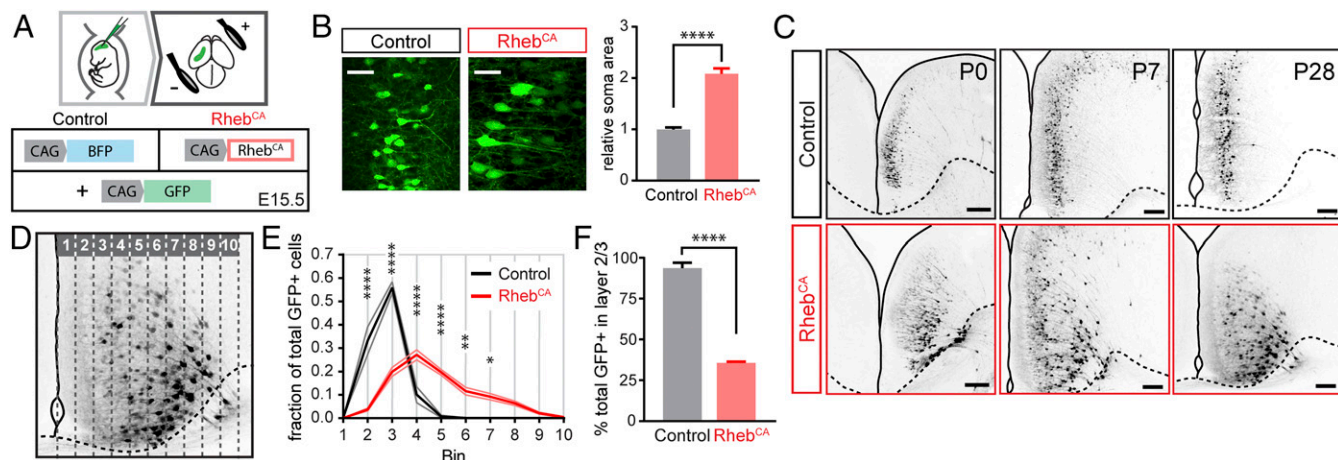 A
+
-
Control
Rheb^CA
CAG BFP
CAG Rheb^CA
+ CAG GFP
E15.5
B
Control
Rheb^CA
relative soma area
3
2
1
0
****
Control
Rheb^CA
C
Control
P0
P7
P28
Rheb^CA
D
1 2 3 4 5 6 7 8 9 10
E
fraction of total GFP+ cells
0.7
0.6
0.5
0.4
0.3
0.2
0.1
0.0
****
****
****
****
**
*
Control
Rheb^CA
1 2 3 4 5 6 7 8 9 10
Bin
F
% total GFP+ in layer 2/3
100
75
50
25
0
****
Control
Rheb^CA